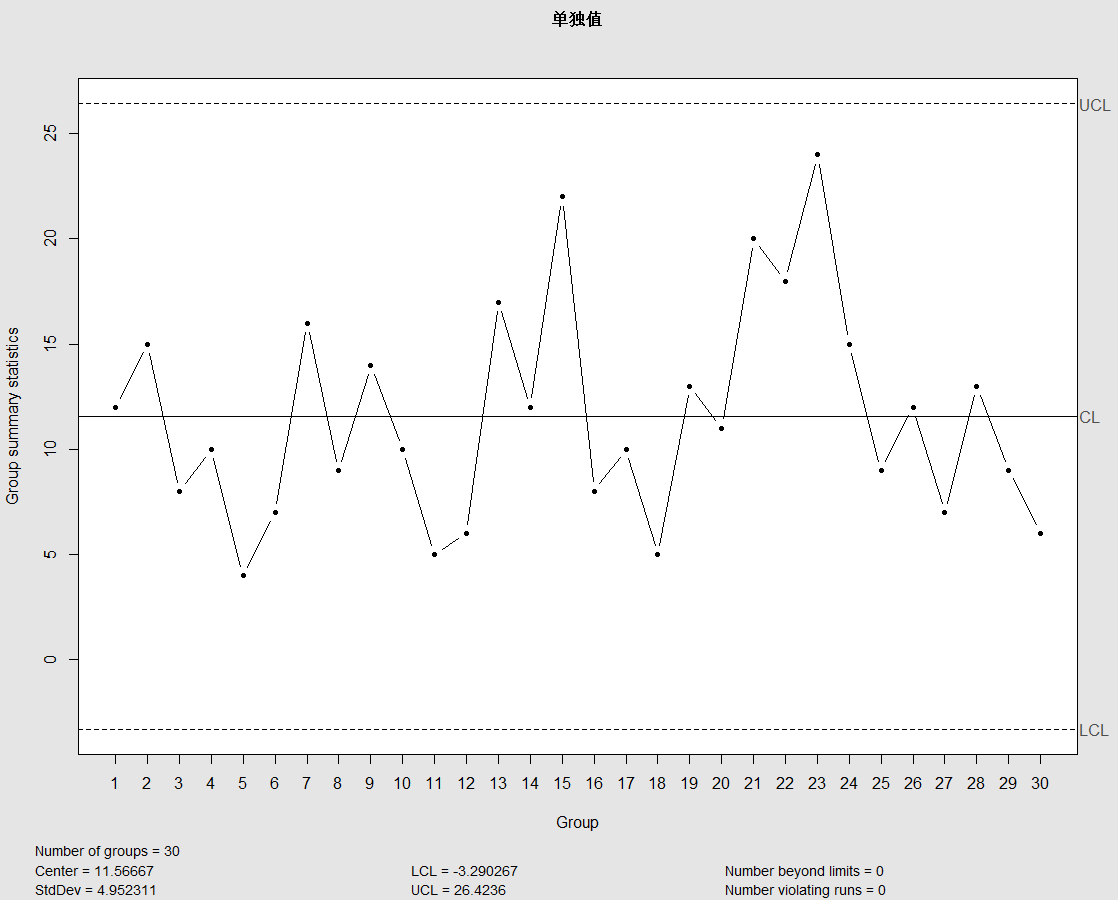 单独值
UCL
25
20
15
10
5
0
Group summary statistics
CL
LCL
1 2 3 4 5 6 7 8 9 10 11 12 13 14 15 16 17 18 19 20 21 22 23 24 25 26 27 28 29 30
Group
Number of groups = 30
Center = 11.56667 LCL = -3.290267 Number beyond limits = 0
StdDev = 4.952311 UCL = 26.4236 Number violating runs = 0